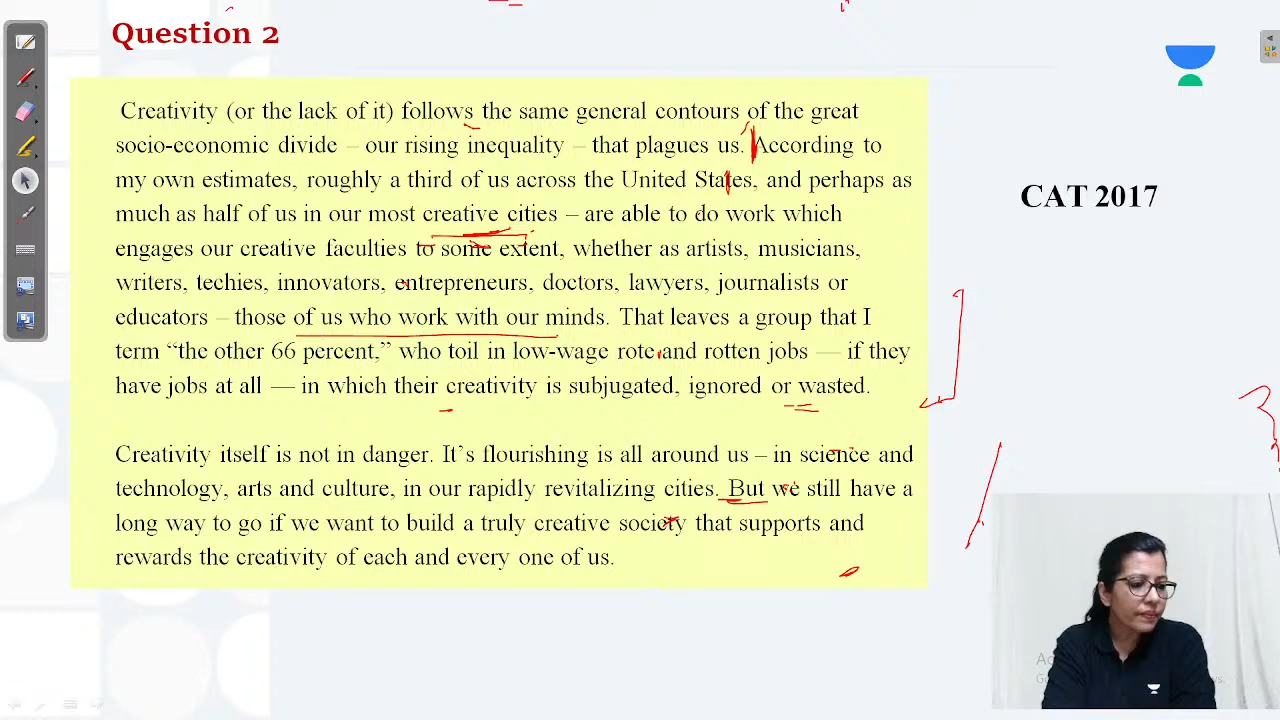 Question 2
Creativity (or the lack of it) follows the same general contours of the great
socio-economic divide – our rising inequality – that plagues us. According to
my own estimates, roughly a third of us across the United States, and perhaps as
much as half of us in our most creative cities – are able to do work which
engages our creative faculties to some extent, whether as artists, musicians,
writers, techies, innovators, entrepreneurs, doctors, lawyers, journalists or
educators – those of us who work with our minds. That leaves a group that I
term “the other 66 percent,” who toil in low-wage rote and rotten jobs — if they
have jobs at all — in which their creativity is subjugated, ignored or wasted.
Creativity itself is not in danger. It’s flourishing is all around us – in science and
technology, arts and culture, in our rapidly revitalizing cities. But we still have a
long way to go if we want to build a truly creative society that supports and
rewards the creativity of each and every one of us.
CAT 2017